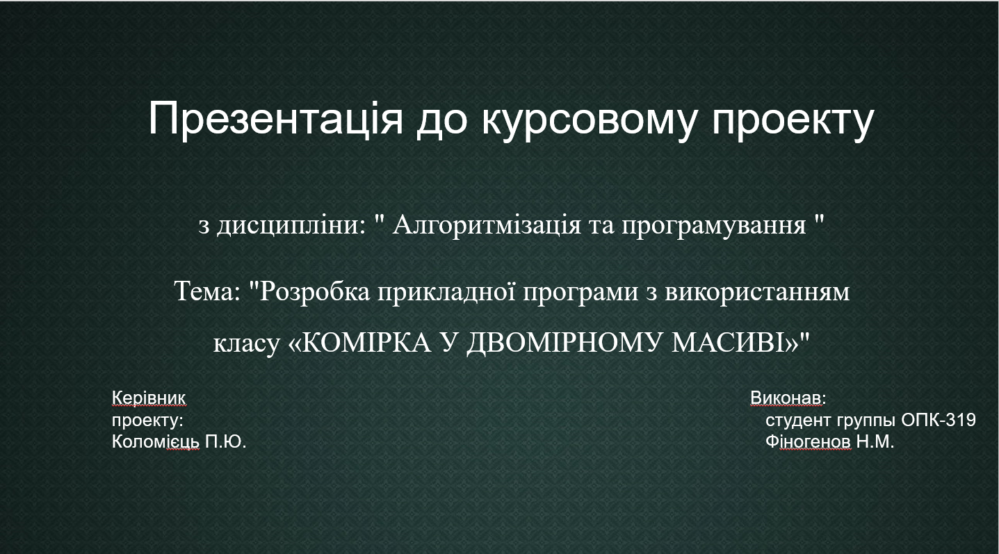 Презентація до курсовому проекту
з дисципліни: " Алгоритмізація та програмування "
Тема: "Розробка прикладної програми з використанням
класу «КОМІРКА У ДВОМІРНОМУ МАСИВІ»"
Керівник
проекту:
Коломієць П.Ю.
Виконав:
студент группы ОПК-319
Фіногенов Н.М.